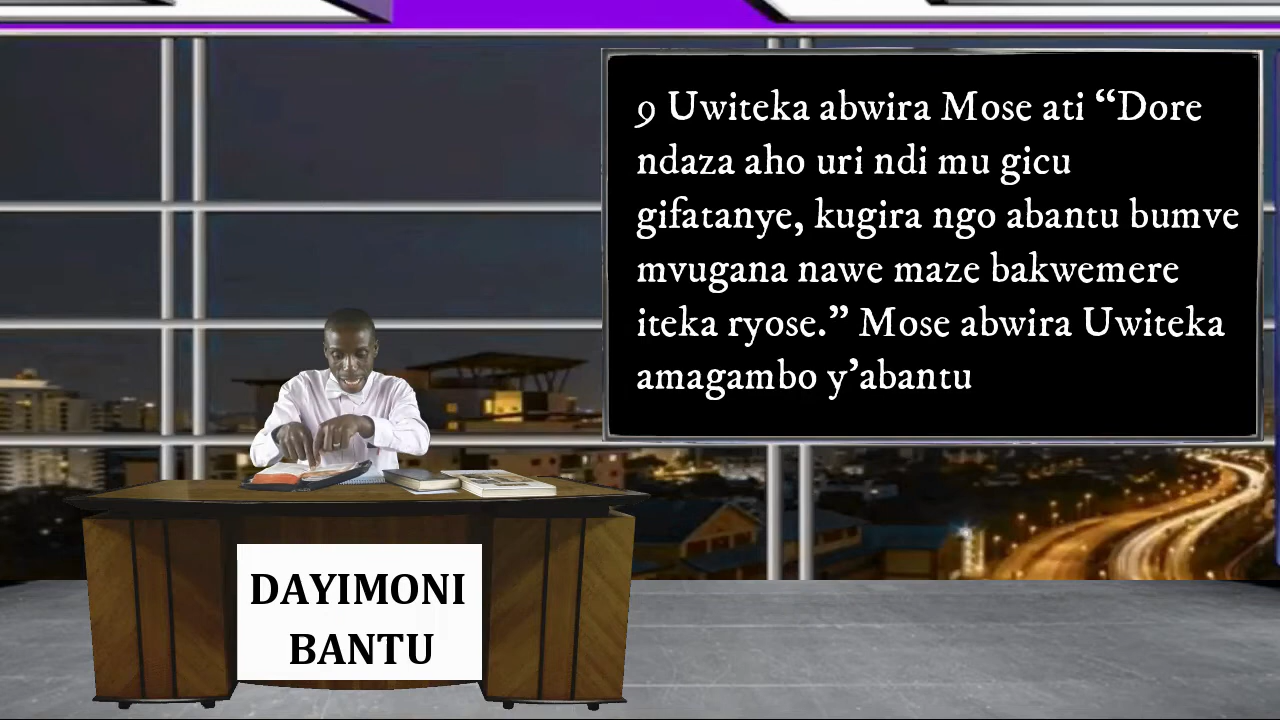 9 Uwiteka abwira Mose ati “Dore
ndaza aho uri ndi mu gicu
gifatanye, kugira ngo abantu bumve
mvugana nawe maze bakwemere
iteka ryose.” Mose abwira Uwiteka
amagambo y’abantu
DAYIMONI
BANTU